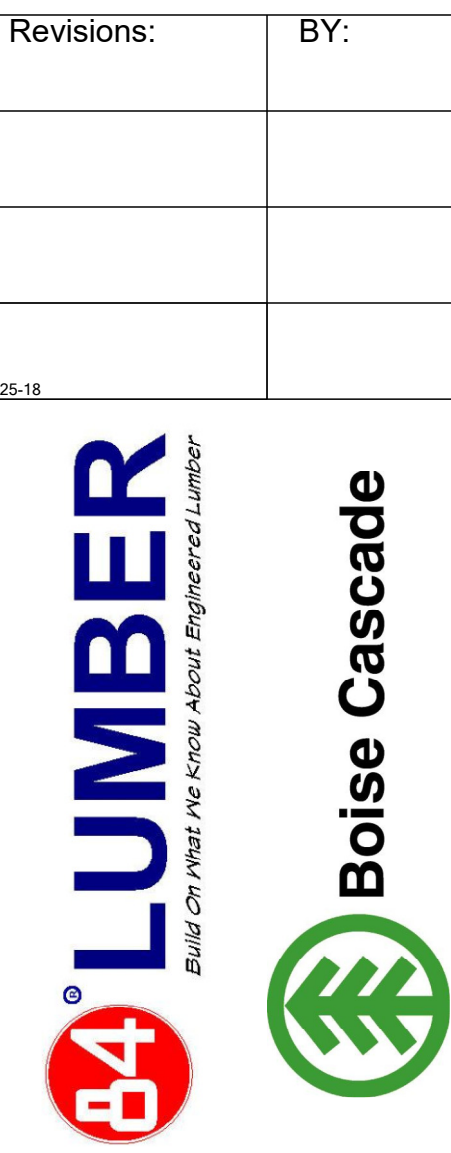 Revisions: BY:
25-18
84® LUMBER
Build On What We Know About Engineered Lumber
Boise Cascade